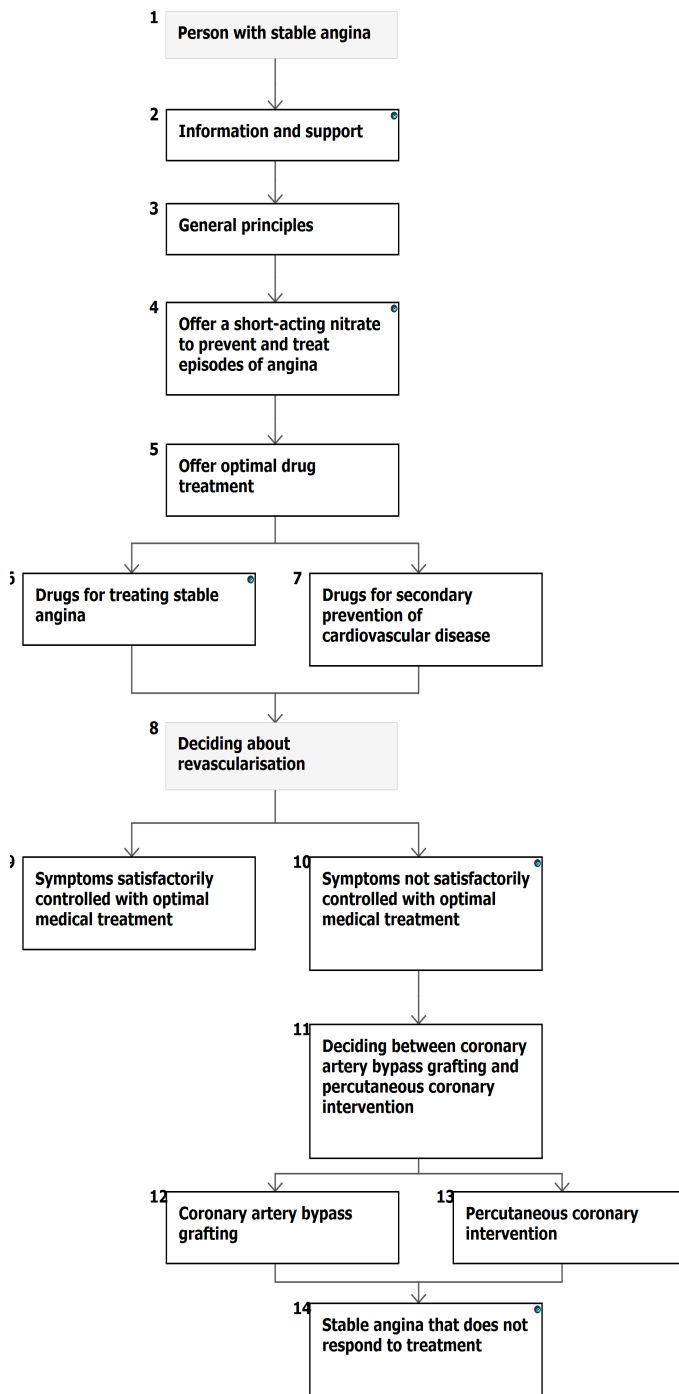 1
Person with stable angina
2
Information and support
3
General principles
4
Offer a short-acting nitrate
to prevent and treat
episodes of angina
5
Offer optimal drug
treatment
6
Drugs for treating stable
angina
7
Drugs for secondary
prevention of
cardiovascular disease
8
Deciding about
revascularisation
9
Symptoms satisfactorily
controlled with optimal
medical treatment
10
Symptoms not satisfactorily
controlled with optimal
medical treatment
11
Deciding between coronary
artery bypass grafting and
percutaneous coronary
intervention
12
Coronary artery bypass
grafting
13
Percutaneous coronary
intervention
14
Stable angina that does not
respond to treatment